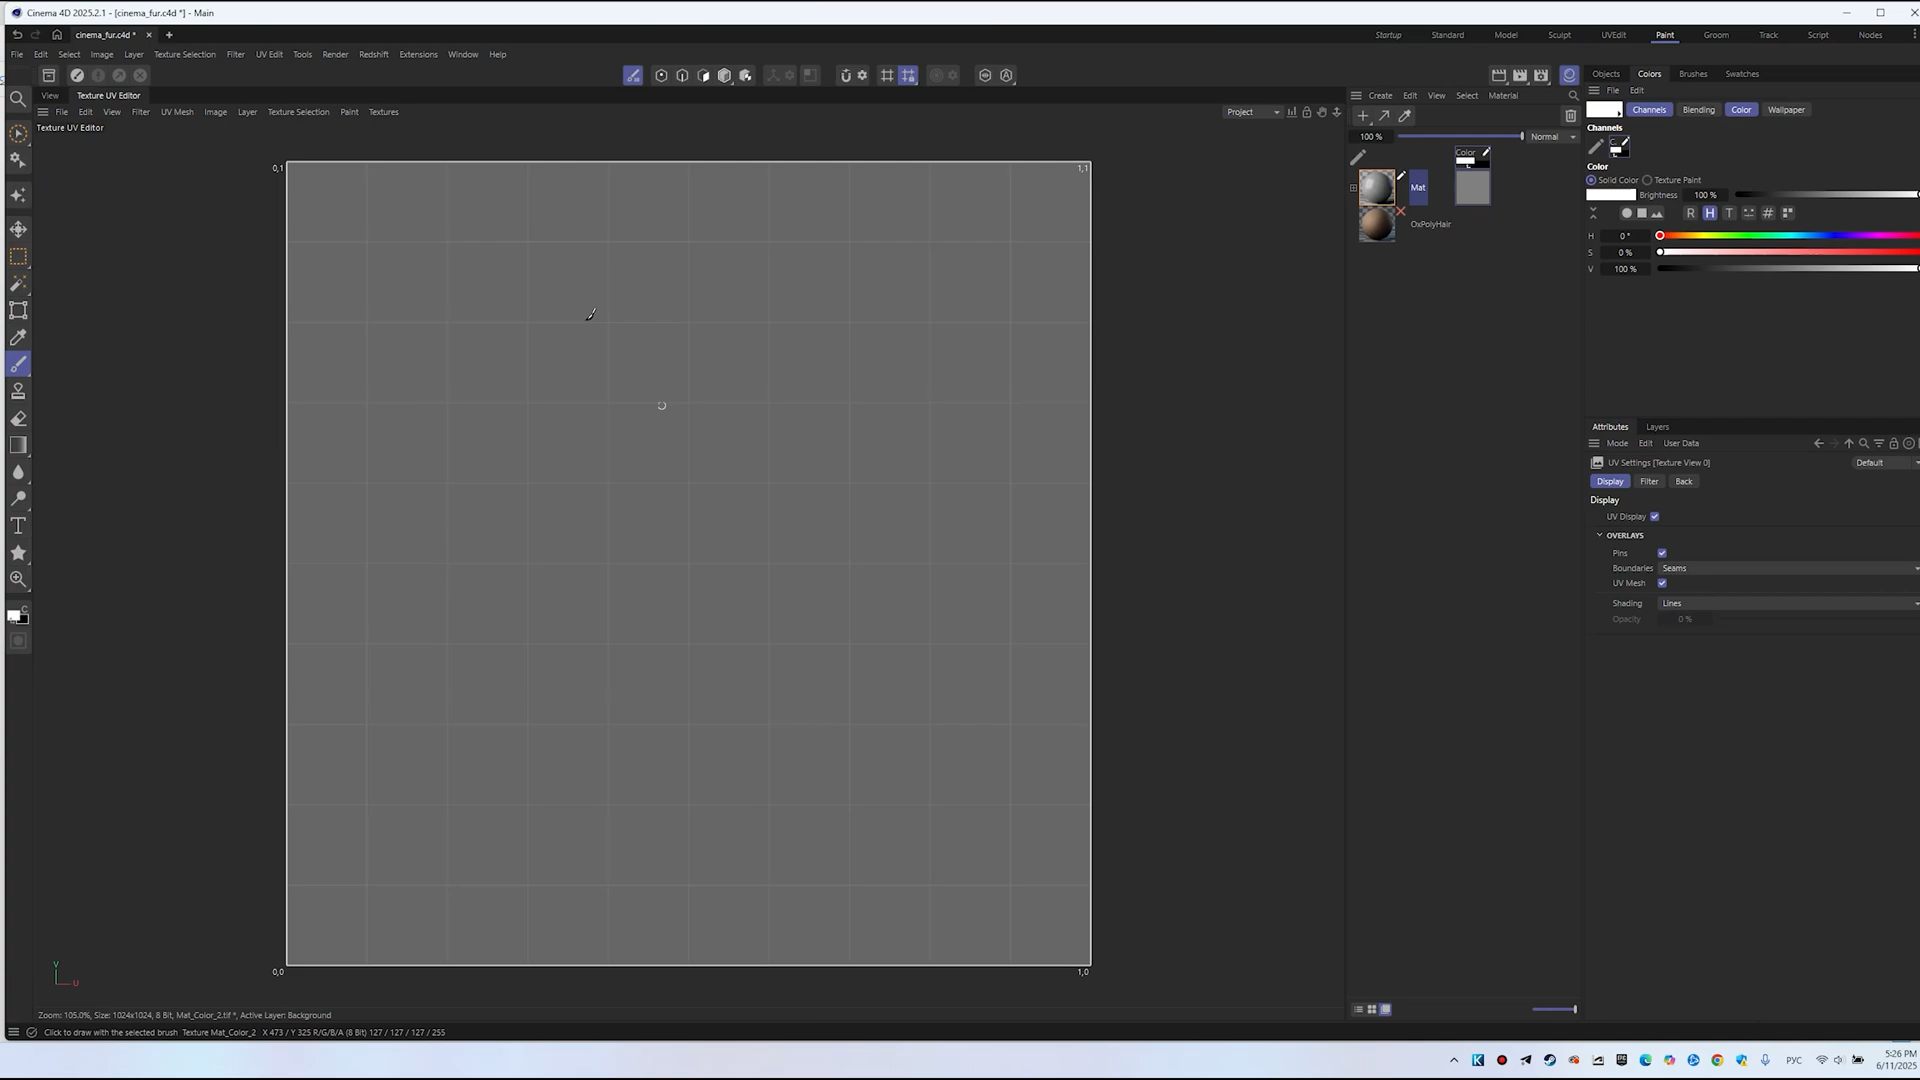 Cinema 4D 2025.2.1 - [cinema_fur.c4d *] - Main
cinema_fur.c4d *
Startup Standard Model Sculpt UVEdit Paint Groom Track Script Nodes
File Edit Select Image Layer Texture Selection Filter UV Edit Tools Render Redshift Extensions Window Help
Objects Colors Brushes Swatches
View Texture UV Editor
Create Edit View Select Material
File Edit
File Edit View Filter UV Mesh Image Layer Texture Selection Paint Textures
Project
Channels Blending Color Wallpaper
Texture UV Editor
Channels
100 % Normal
Color
Color
0,1
1,1
Solid Color Texture Paint
Mat
Brightness 100 %
R H T #
OxPolyHair
H 0 °
S 0 %
V 100 %
Attributes Layers
Mode Edit User Data
UV Settings [Texture View 0]
Default
Display Filter Back
Display
UV Display
OVERLAYS
Pins
Boundaries Seams
UV Mesh
Shading Lines
Opacity 0 %
C
V
U
0,0
1,0
Zoom: 105.0%, Size: 1024x1024, 8 Bit, Mat_Color_2.tif *, Active Layer: Background
Click to draw with the selected brush Texture Mat_Color_2 X 473 / Y 325 R/G/B/A (8 Bit) 127 / 127 / 127 / 255
РУС
5:26 PM
6/11/2025